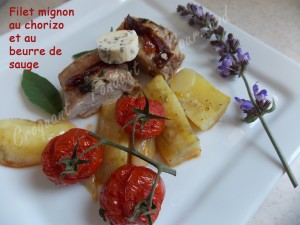 Filet mignon
au chorizo
et au
beurre de
sauge